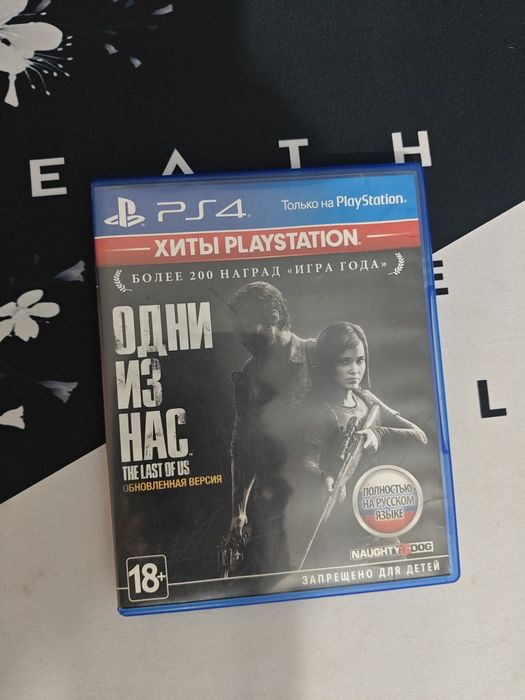 E A T H
PS4
Только на PlayStation®
ХИТЫ PLAYSTATION®
БОЛЕЕ 200 НАГРАД «ИГРА ГОДА»
E
ОДНИ
ИЗ
НАС
THE LAST OF US
ОБНОВЛЕННАЯ ВЕРСИЯ
L
ПОЛНОСТЬЮ
НА РУССКОМ
ЯЗЫКЕ
NAUGHTY DOG
18+
ЗАПРЕЩЕНО ДЛЯ ДЕТЕЙ